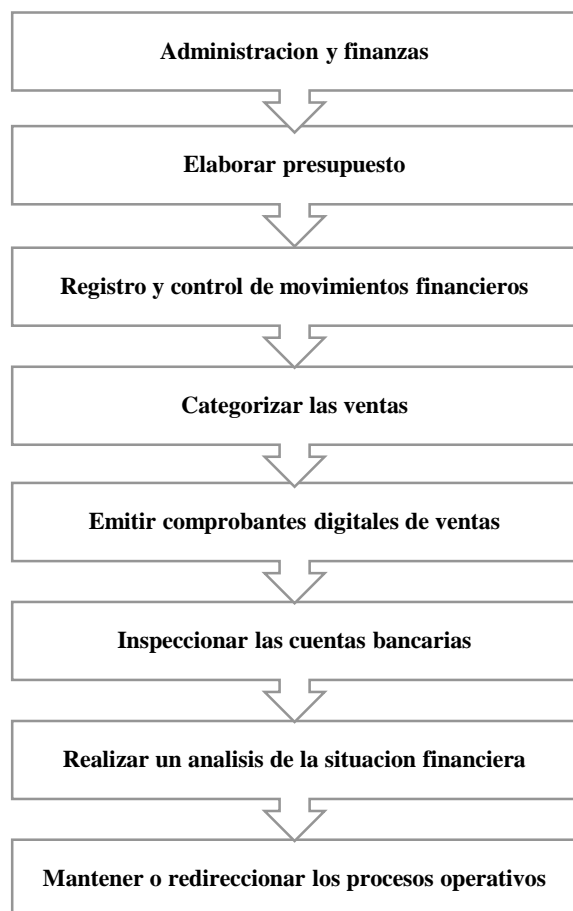 Administracion y finanzas
Elaborar presupuesto
Registro y control de movimientos financieros
Categorizar las ventas
Emitir comprobantes digitales de ventas
Inspeccionar las cuentas bancarias
Realizar un analisis de la situacion financiera
Mantener o redireccionar los procesos operativos